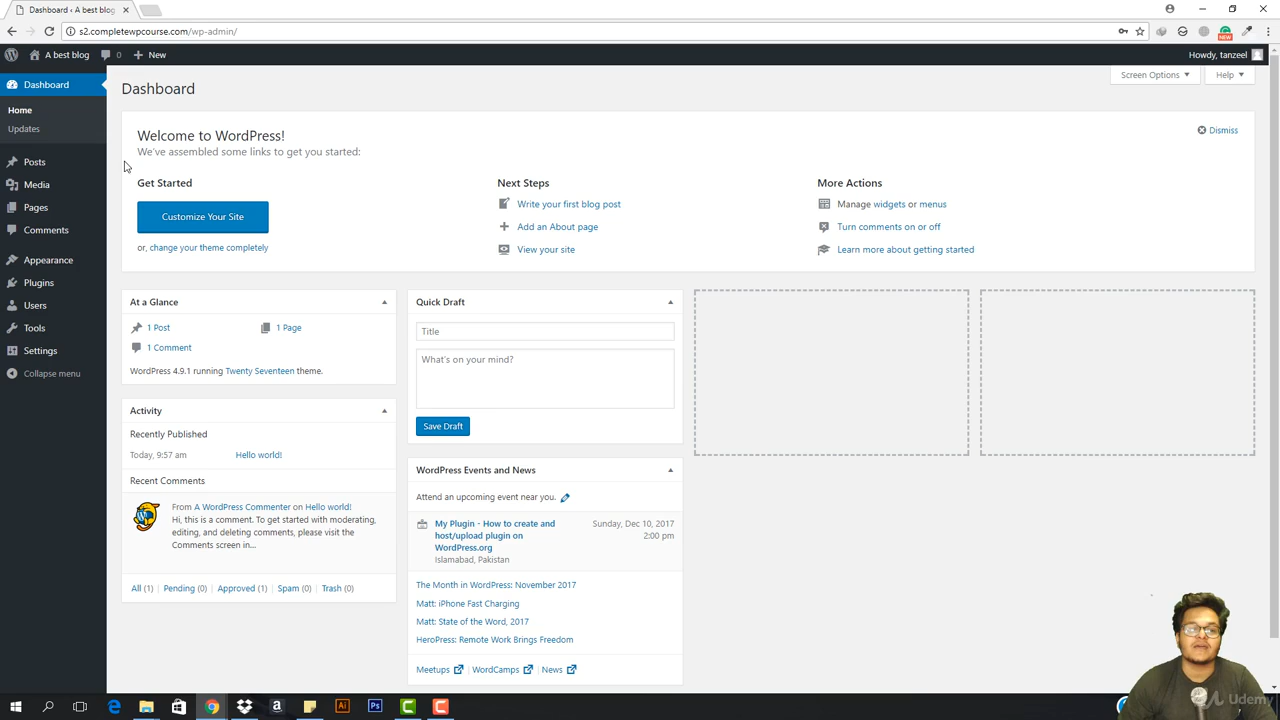 Dashboard ‹ A best blog
s2.completewpcourse.com/wp-admin/
NEW
A best blog
0
New
Howdy, tanzeel
Dashboard
Home
Updates
Posts
Media
Pages
Comments
Appearance
Plugins
Users
Tools
Settings
Collapse menu
Dashboard
Screen Options
Help
Welcome to WordPress!
We've assembled some links to get you started:
Dismiss
Get Started
Customize Your Site
or, change your theme completely
Next Steps
Write your first blog post
Add an About page
View your site
More Actions
Manage widgets or menus
Turn comments on or off
Learn more about getting started
At a Glance
1 Post
1 Page
1 Comment
WordPress 4.9.1 running Twenty Seventeen theme.
Activity
Recently Published
Today, 9:57 am
Hello world!
Recent Comments
From A WordPress Commenter on Hello world!
Hi, this is a comment. To get started with moderating,
editing, and deleting comments, please visit the
Comments screen in...
All (1) | Pending (0) | Approved (1) | Spam (0) | Trash (0)
Quick Draft
Title
What's on your mind?
Save Draft
WordPress Events and News
Attend an upcoming event near you.
My Plugin - How to create and
host/upload plugin on
WordPress.org
Islamabad, Pakistan
Sunday, Dec 10, 2017
2:00 pm
The Month in WordPress: November 2017
Matt: iPhone Fast Charging
Matt: State of the Word, 2017
HeroPress: Remote Work Brings Freedom
Meetups | WordCamps | News
Ai
Ps
Udemy